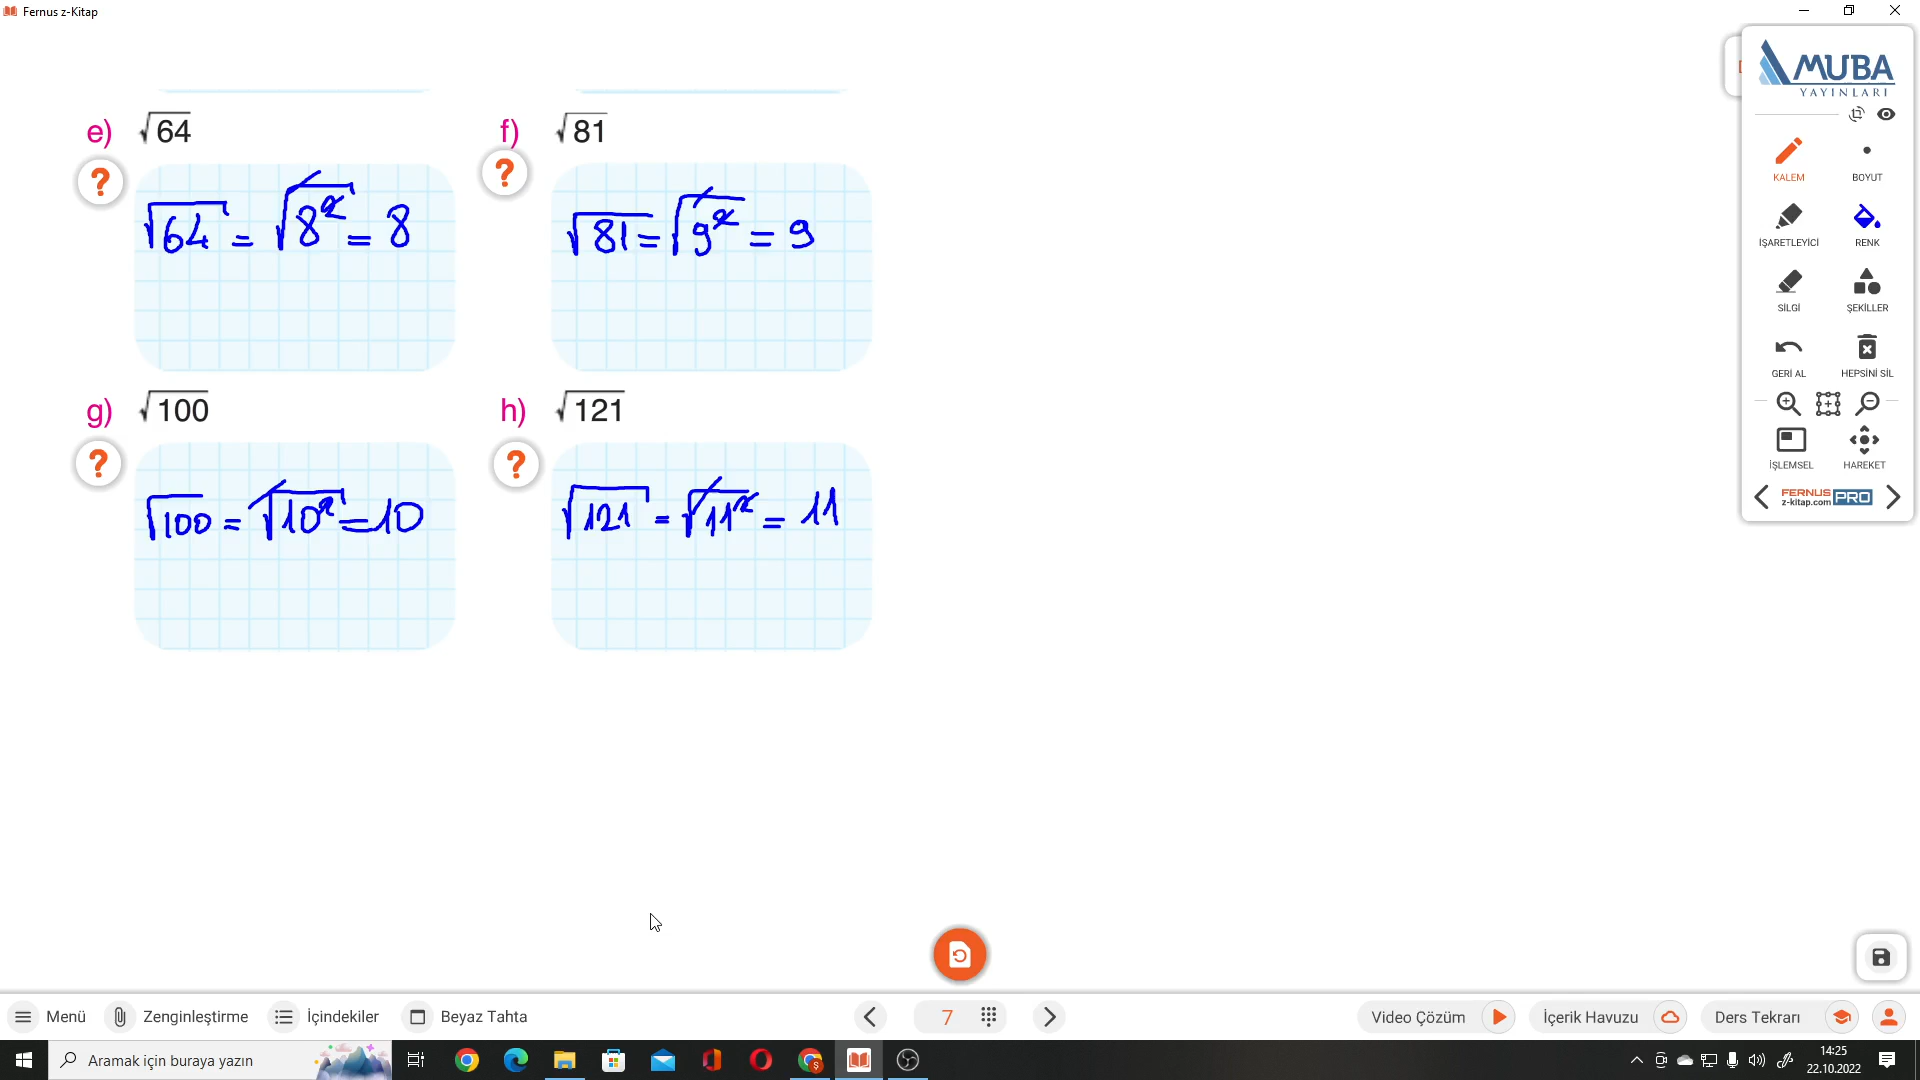 Fernus z-Kitap
MUBA
YAYINLARI
e) √64
f) √81
KALEM
BOYUT
√64 = √8² = 8
√81 = √9² = 9
İŞARETLEYİCİ
RENK
SİLGİ
ŞEKİLLER
GERİ AL
HEPSİNİ SİL
g) √100
h) √121
İŞLEMSEL
HAREKET
FERNUS PRO
z-kitap.com
√100 = √10² = 10
√121 = √11² = 11
Menü
Zenginleştirme
İçindekiler
Beyaz Tahta
7
Video Çözüm
İçerik Havuzu
Ders Tekrarı
Aramak için buraya yazın
14:25
22.10.2022